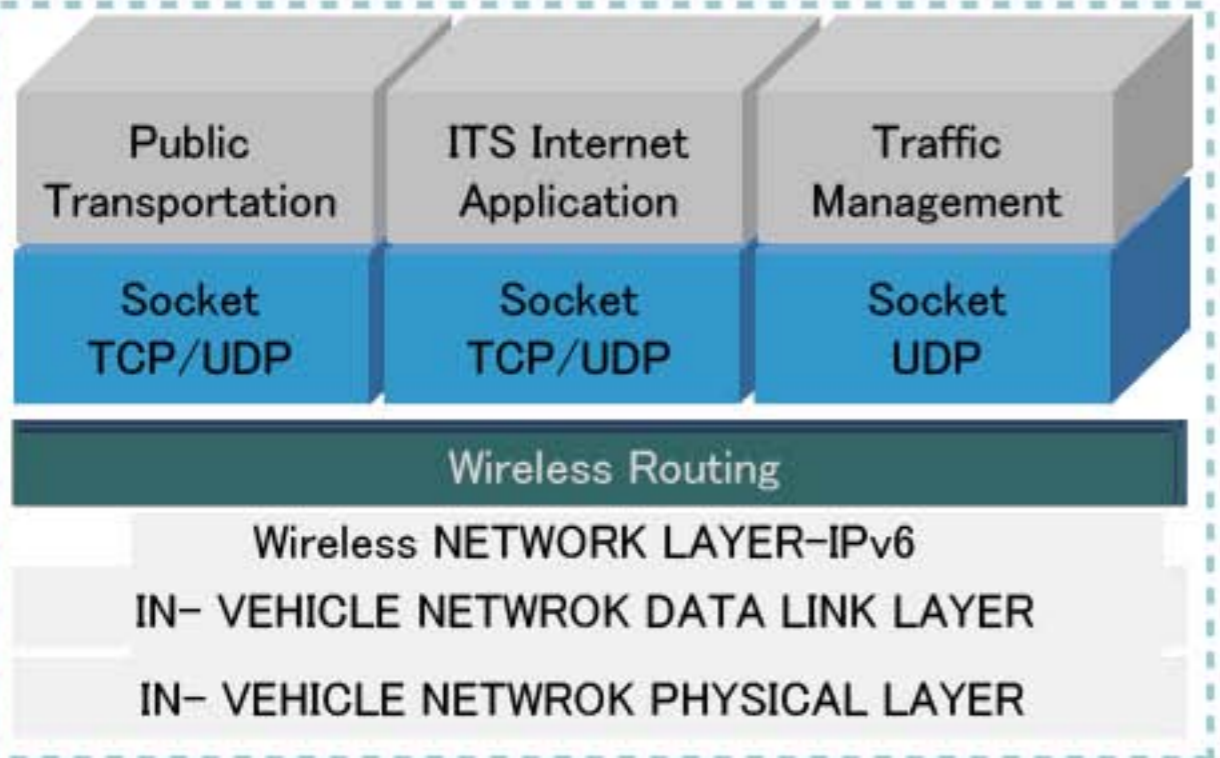 Public
Transportation
ITS Internet
Application
Traffic
Management
Socket
TCP/UDP
Socket
TCP/UDP
Socket
UDP
Wireless Routing
Wireless NETWORK LAYER-IPv6
IN- VEHICLE NETWROK DATA LINK LAYER
IN- VEHICLE NETWROK PHYSICAL LAYER